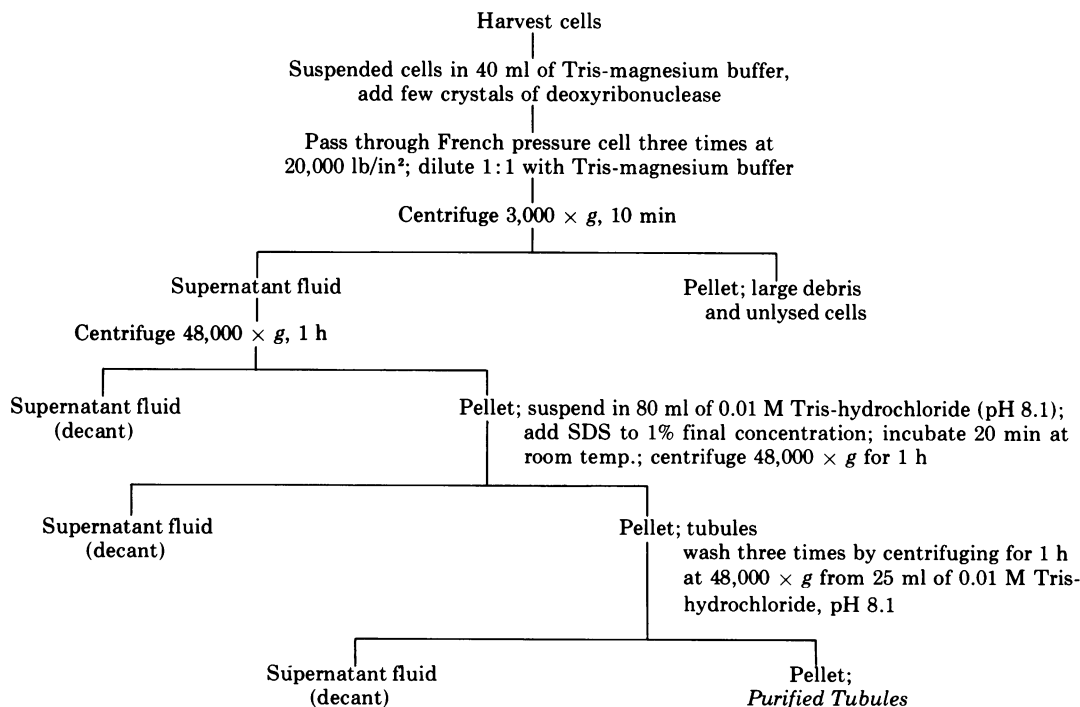 Harvest cells
Suspended cells in 40 ml of Tris-magnesium buffer,
add few crystals of deoxyribonuclease
Pass through French pressure cell three times at
20,000 lb/in²; dilute 1:1 with Tris-magnesium buffer
Centrifuge 3,000 × g, 10 min
Supernatant fluid
Pellet; large debris
and unlysed cells
Centrifuge 48,000 × g, 1 h
Supernatant fluid
(decant)
Pellet; suspend in 80 ml of 0.01 M Tris-hydrochloride (pH 8.1);
add SDS to 1% final concentration; incubate 20 min at
room temp.; centrifuge 48,000 × g for 1 h
Supernatant fluid
(decant)
Pellet; tubules
wash three times by centrifuging for 1 h
at 48,000 × g from 25 ml of 0.01 M Tris-
hydrochloride, pH 8.1
Supernatant fluid
(decant)
Pellet;
Purified Tubules